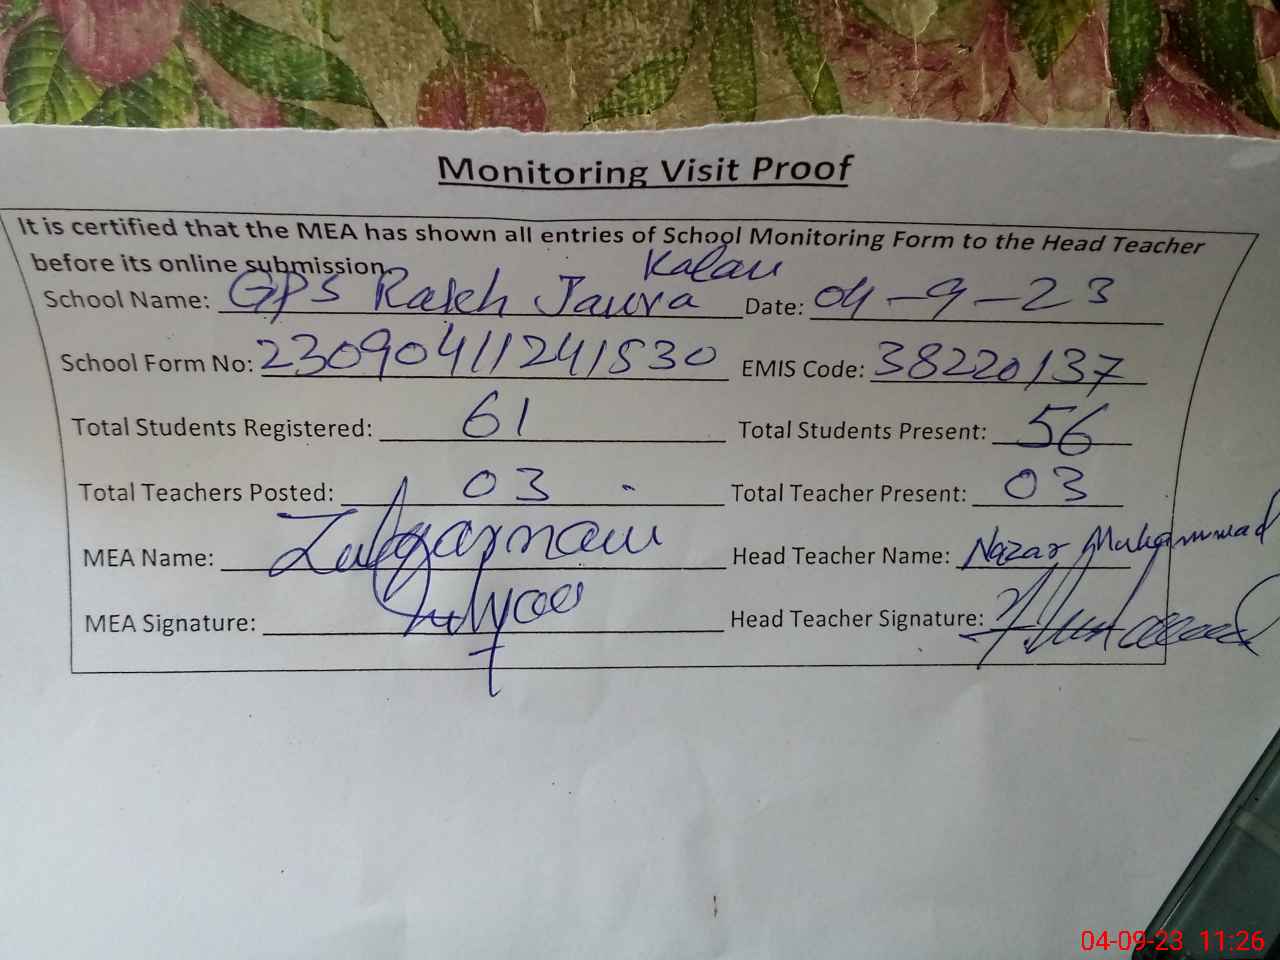 Monitoring Visit Proof
It is certified that the MEA has shown all entries of School Monitoring Form to the Head Teacher
before its online submission.
School Name: GPS Rakh Jaura Kalan Date: 04-9-23
School Form No: 23090411241530 EMIS Code: 38220137
Total Students Registered: 61 Total Students Present: 56
Total Teachers Posted: 03 Total Teacher Present: 03
MEA Name: Head Teacher Name: Nazar Muhammad
MEA Signature: Head Teacher Signature:
04-09-23 11:26